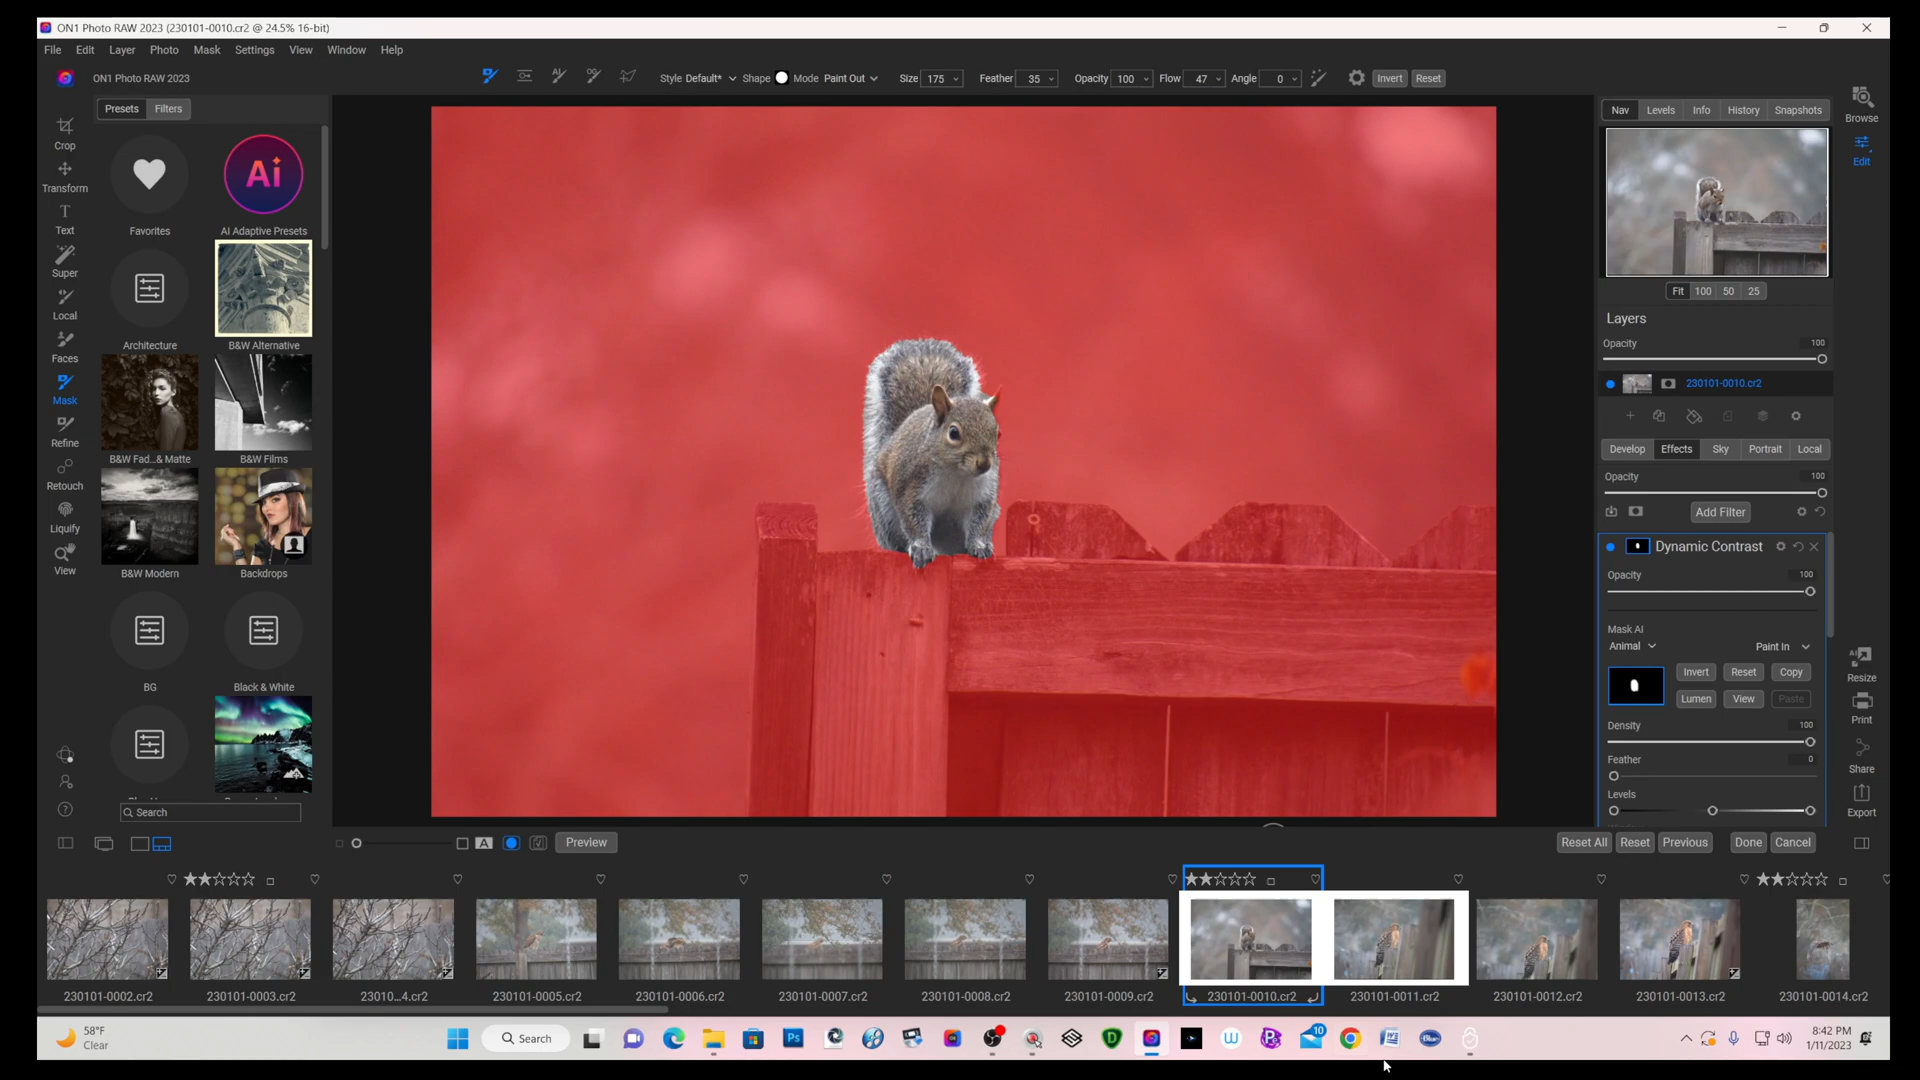 ON1 Photo RAW 2023 (230101-0010.cr2 @ 24.5% 16-bit)
File Edit Layer Photo Mask Settings View Window Help
ON1 Photo RAW 2023
Style Default* Shape Mode Paint Out Size 175 Feather 35 Opacity 100 Flow 47 Angle 0 Invert Reset
Presets Filters
Nav Levels Info History Snapshots
Browse
Edit
Crop
Transform
Text
Super
Local
Faces
Mask
Refine
Retouch
Liquify
View
Ai
Favorites AI Adaptive Presets
Architecture B&W Alternative
B&W Fad...& Matte B&W Films
B&W Modern Backdrops
BG Black & White
Search
Fit 100 50 25
Layers
Opacity 100
230101-0010.cr2
Develop Effects Sky Portrait Local
Opacity 100
Add Filter
Dynamic Contrast
Opacity 100
Mask AI
Animal Paint In
Invert Reset Copy
Lumen View Paste
Density 100
Feather 0
Levels
AI
Resize
Print
Share
Export
A Preview
Reset All Reset Previous Done Cancel
230101-0002.cr2 230101-0003.cr2 23010...4.cr2 230101-0005.cr2 230101-0006.cr2 230101-0007.cr2 230101-0008.cr2 230101-0009.cr2 230101-0010.cr2 230101-0011.cr2 230101-0012.cr2 230101-0013.cr2 230101-0014.cr2
58°F
Clear
Search
Ps
10
8:42 PM
1/11/2023